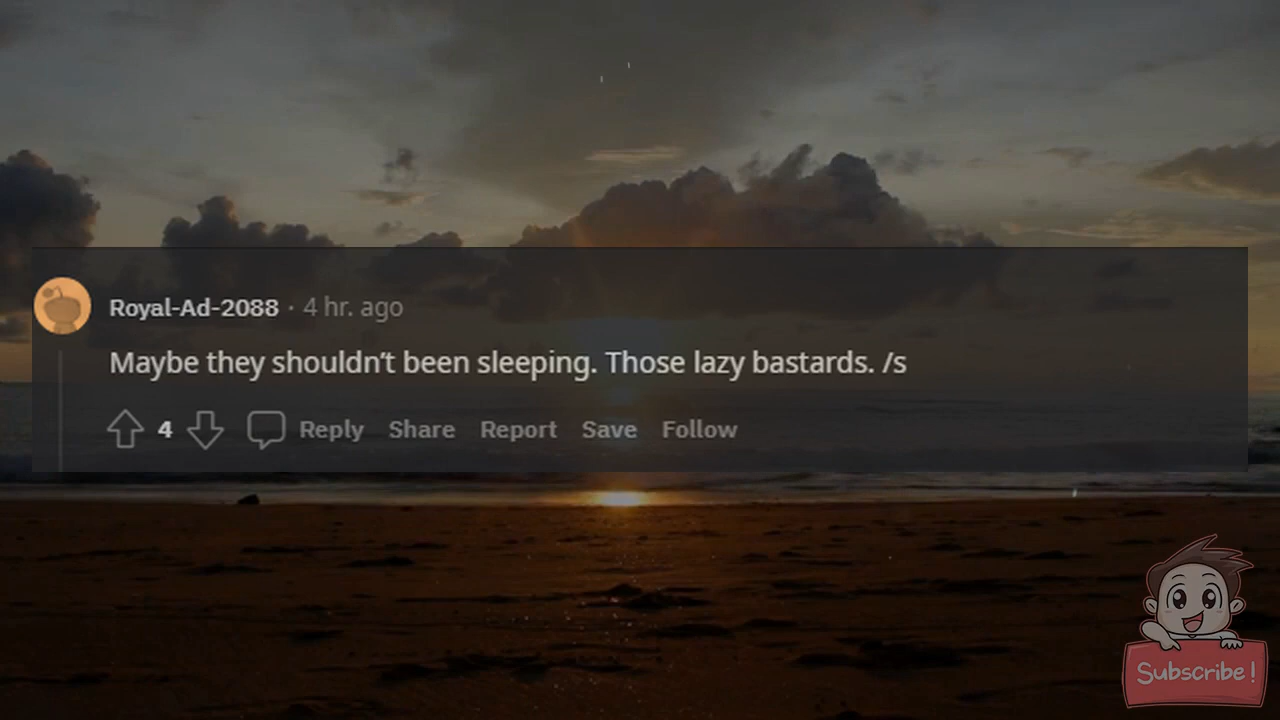 Royal-Ad-2088 · 4 hr. ago
Maybe they shouldn't been sleeping. Those lazy bastards. /s
4 Reply Share Report Save Follow
Subscribe!